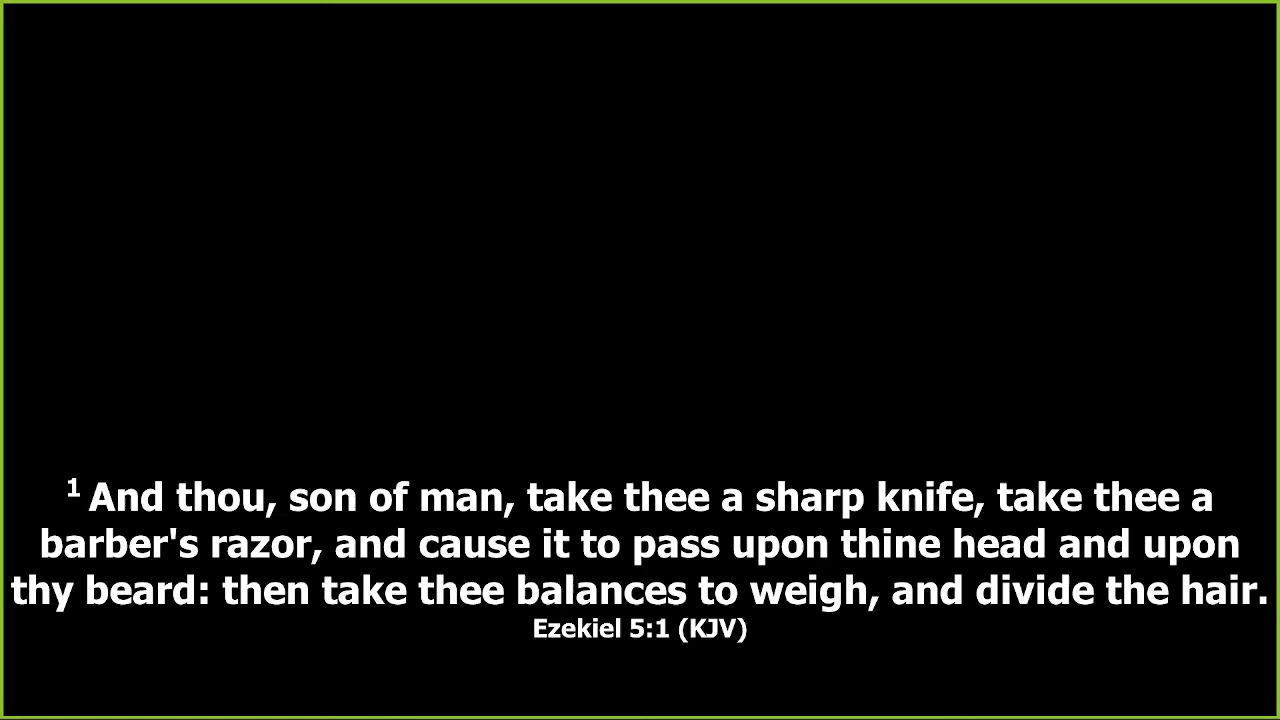 1 And thou, son of man, take thee a sharp knife, take thee a
barber's razor, and cause it to pass upon thine head and upon
thy beard: then take thee balances to weigh, and divide the hair.
Ezekiel 5:1 (KJV)